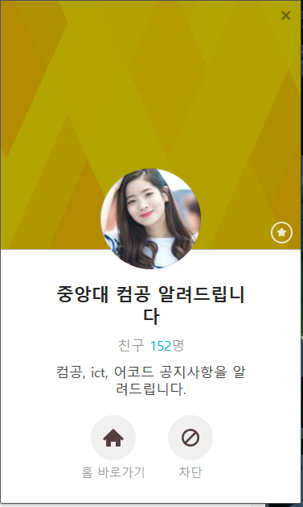 중앙대 컴공 알려드립니
다
친구 152명
컴공, ict, 어코드 공지사항을 알
려드립니다.
홈 바로가기 차단